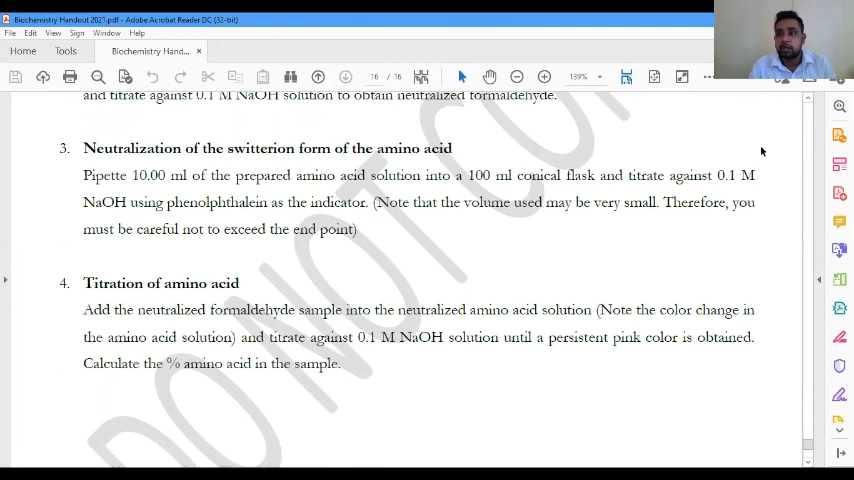 Biochemistry Handout 2021.pdf - Adobe Acrobat Reader DC (32-bit)
File Edit View Sign Window Help
Home Tools Biochemistry Hand... ×
16 / 16 139%
and titrate against 0.1 M NaOH solution to obtain neutralized formaldehyde.
3. Neutralization of the switterion form of the amino acid
Pipette 10.00 ml of the prepared amino acid solution into a 100 ml conical flask and titrate against 0.1 M
NaOH using phenolphthalein as the indicator. (Note that the volume used may be very small. Therefore, you
must be careful not to exceed the end point)
4. Titration of amino acid
Add the neutralized formaldehyde sample into the neutralized amino acid solution (Note the color change in
the amino acid solution) and titrate against 0.1 M NaOH solution until a persistent pink color is obtained.
Calculate the % amino acid in the sample.
DO NOT CO